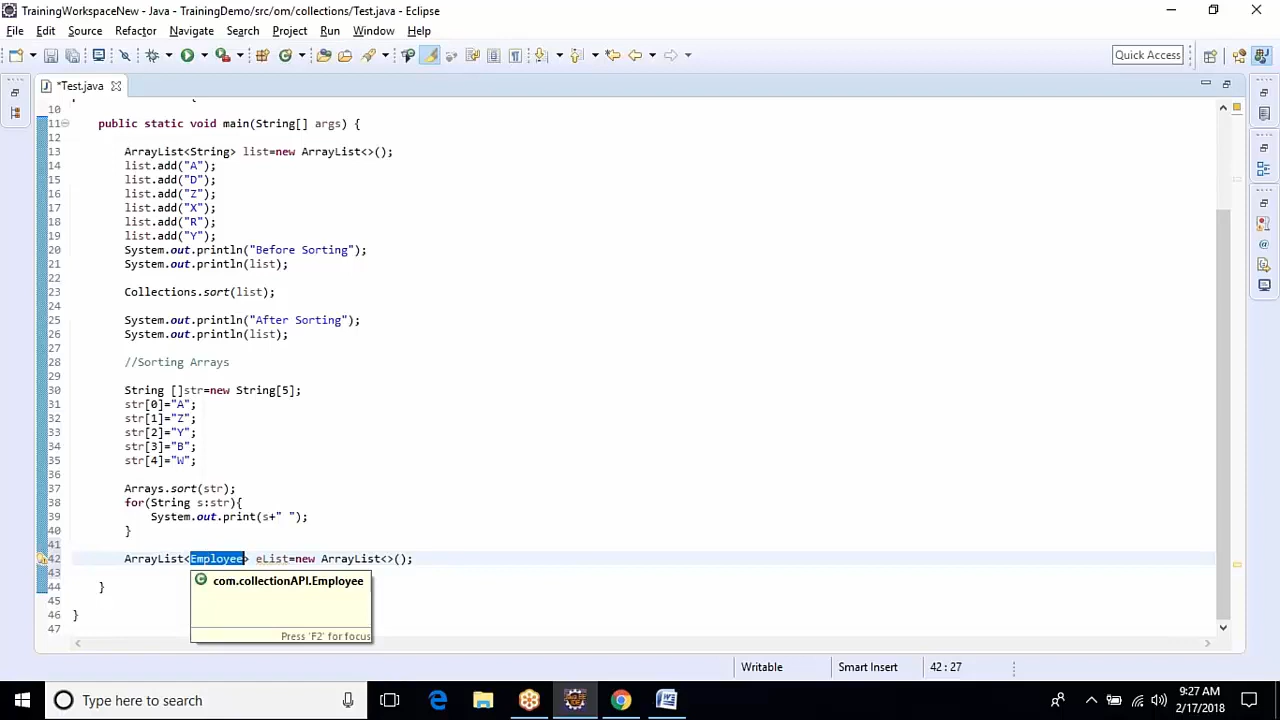 TrainingWorkspaceNew - Java - TrainingDemo/src/om/collections/Test.java - Eclipse
File Edit Source Refactor Navigate Search Project Run Window Help
Quick Access
*Test.java
10
11 public static void main(String[] args) {
12
13 ArrayList<String> list=new ArrayList<>();
14 list.add("A");
15 list.add("D");
16 list.add("Z");
17 list.add("X");
18 list.add("R");
19 list.add("Y");
20 System.out.println("Before Sorting");
21 System.out.println(list);
22
23 Collections.sort(list);
24
25 System.out.println("After Sorting");
26 System.out.println(list);
27
28 //Sorting Arrays
29
30 String []str=new String[5];
31 str[0]="A";
32 str[1]="Z";
33 str[2]="Y";
34 str[3]="B";
35 str[4]="W";
36
37 Arrays.sort(str);
38 for(String s:str){
39 System.out.print(s+" ");
40 }
41
42 ArrayList<Employee> eList=new ArrayList<>();
43
44 }
45
46 }
47
com.collectionAPI.Employee
Press 'F2' for focus
Writable Smart Insert 42 : 27
Type here to search
9:27 AM
2/17/2018